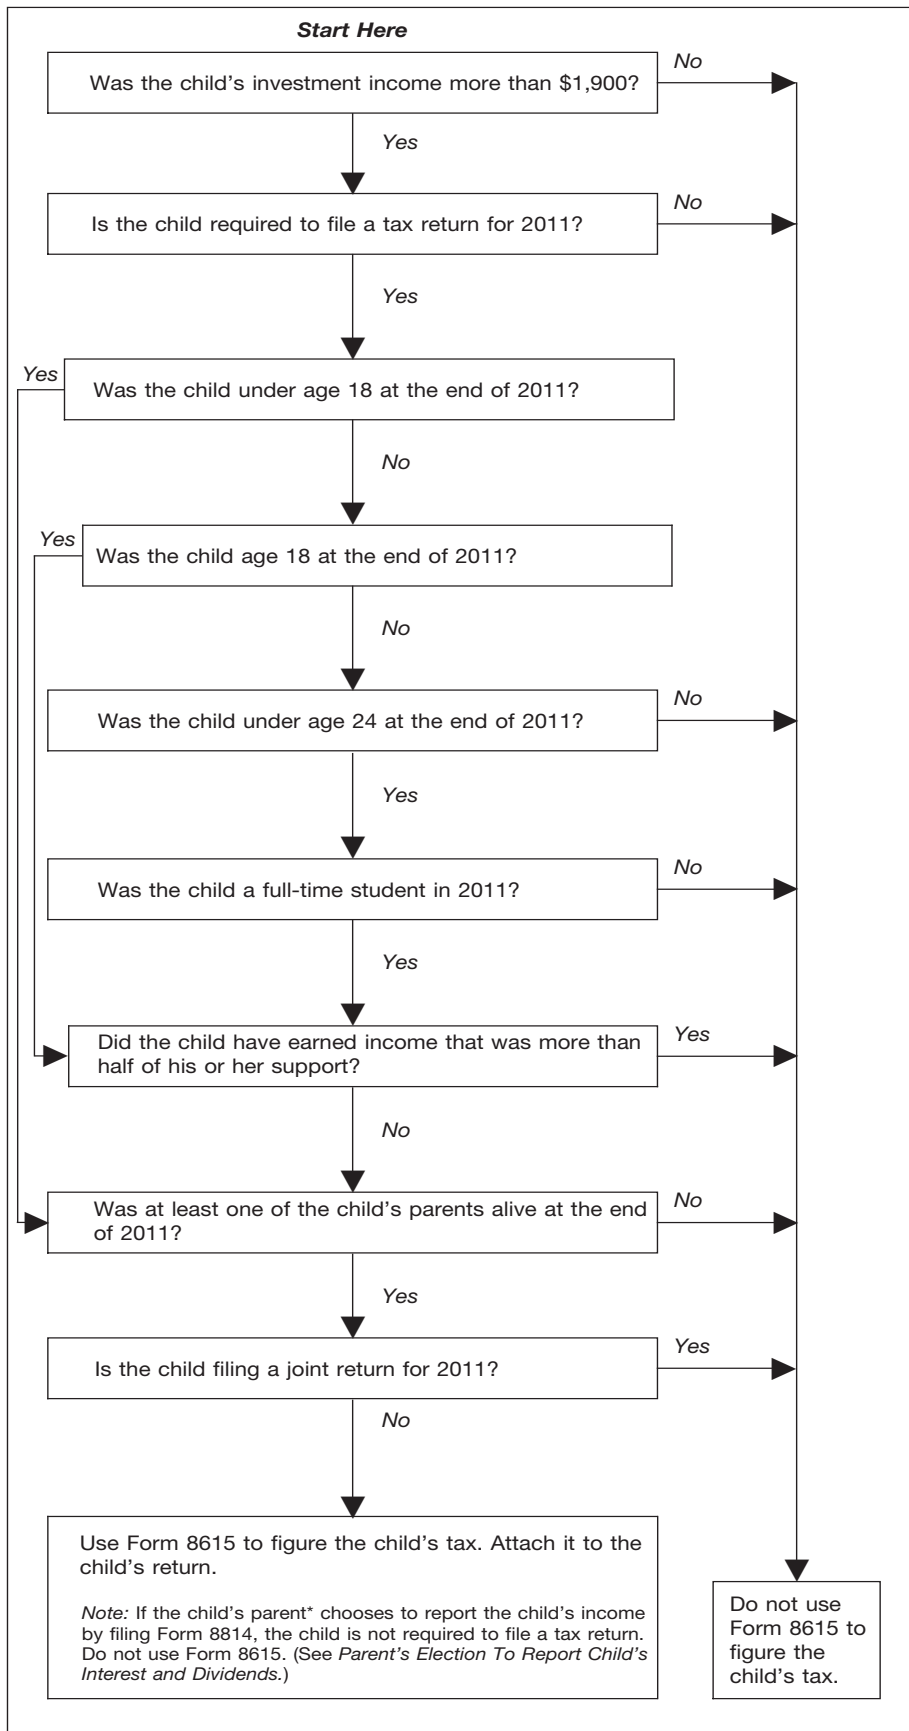 Start Here
Was the child's investment income more than $1,900?
No
Yes
Is the child required to file a tax return for 2011?
No
Yes
Yes
Was the child under age 18 at the end of 2011?
No
Yes
Was the child age 18 at the end of 2011?
No
Was the child under age 24 at the end of 2011?
No
Yes
Was the child a full-time student in 2011?
No
Yes
Did the child have earned income that was more than
half of his or her support?
Yes
No
Was at least one of the child's parents alive at the end
of 2011?
No
Yes
Is the child filing a joint return for 2011?
Yes
No
Use Form 8615 to figure the child's tax. Attach it to the
child's return.
Note: If the child's parent* chooses to report the child's income
by filing Form 8814, the child is not required to file a tax return.
Do not use Form 8615. (See Parent's Election To Report Child's
Interest and Dividends.)
Do not use
Form 8615 to
figure the
child's tax.